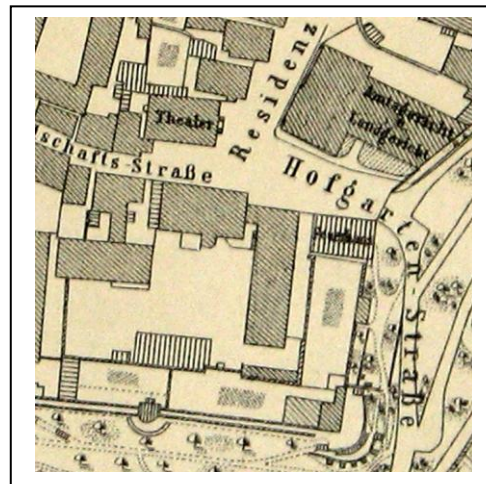 Theater
Residenz
Amtsgericht
Landgericht
schafts-Straße
Hofgarten-Straße